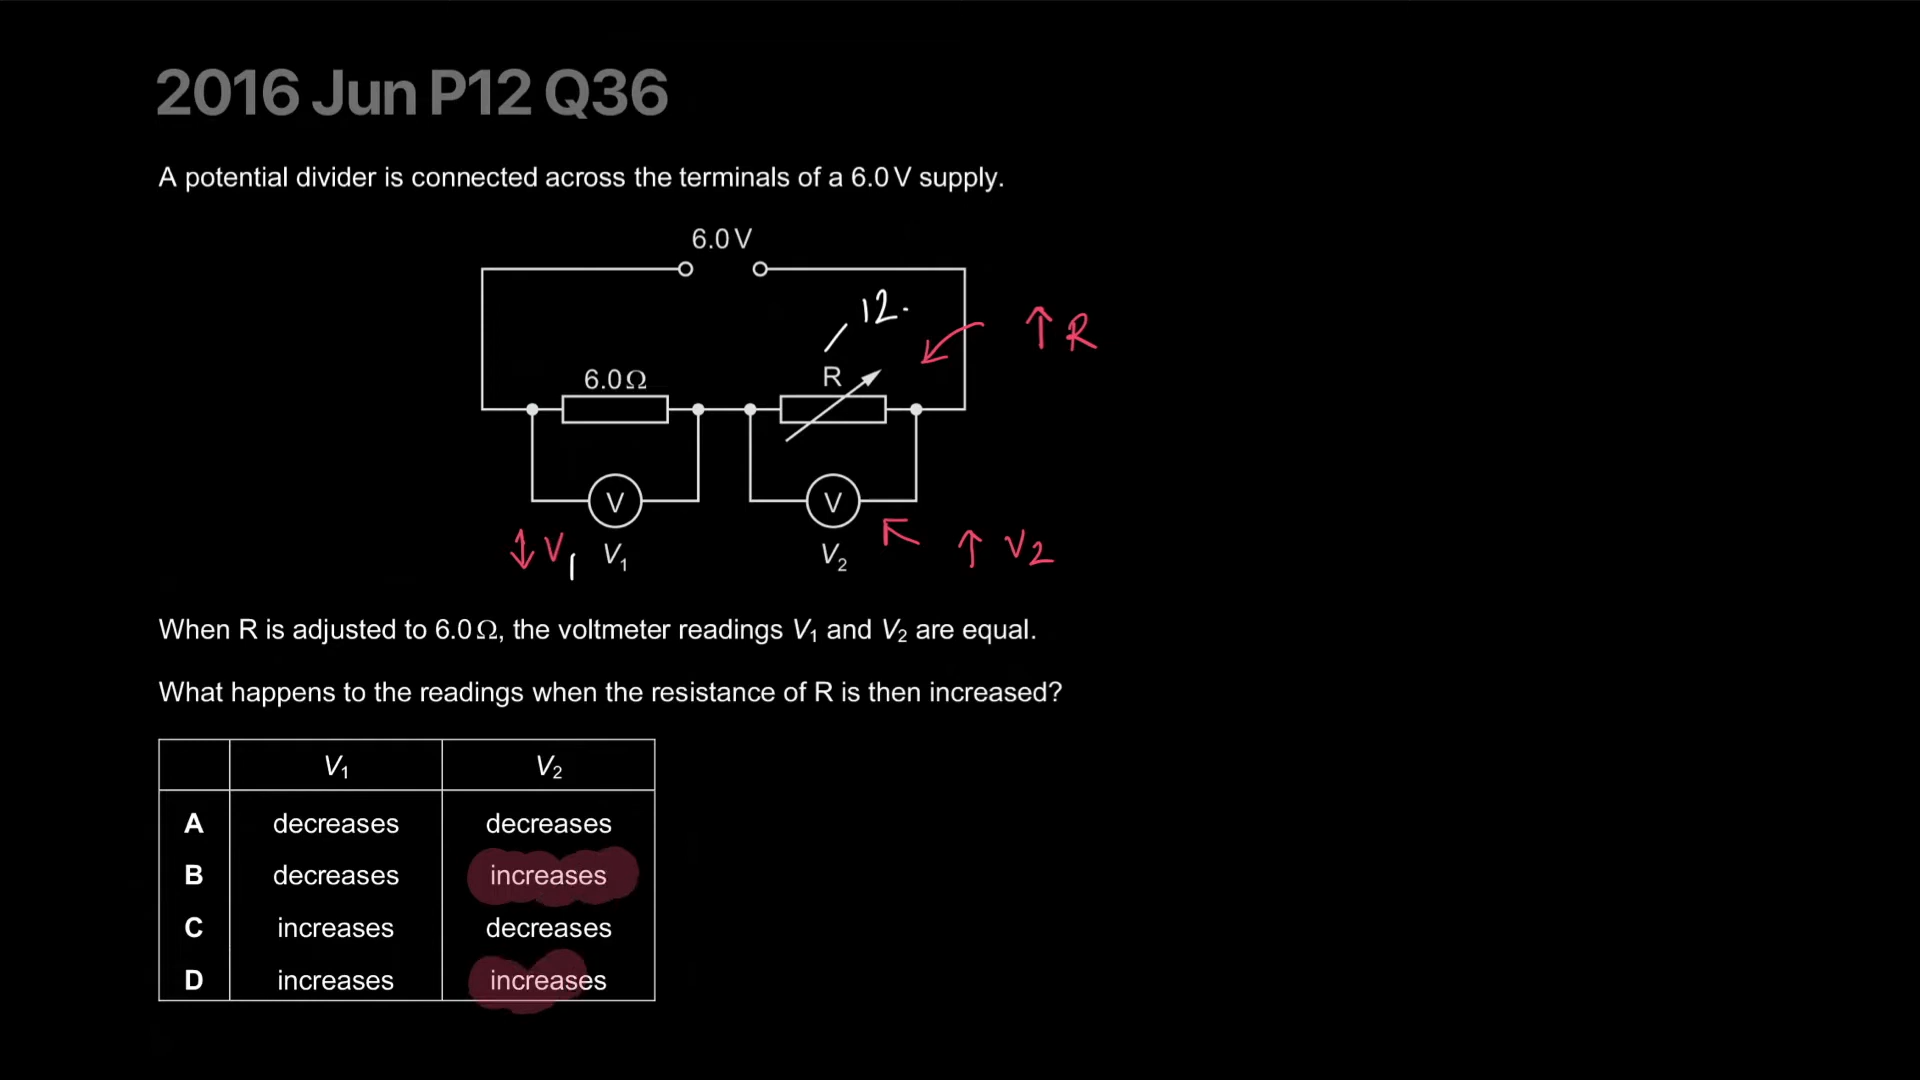 2016 Jun P12 Q36
A potential divider is connected across the terminals of a 6.0 V supply.
6.0 V
12.
↑ R
6.0 Ω
R
V
V
↓ V1
V1
V2
↑ V2
When R is adjusted to 6.0 Ω, the voltmeter readings V1 and V2 are equal.
What happens to the readings when the resistance of R is then increased?
V1 V2
A decreases decreases
B decreases increases
C increases decreases
D increases increases